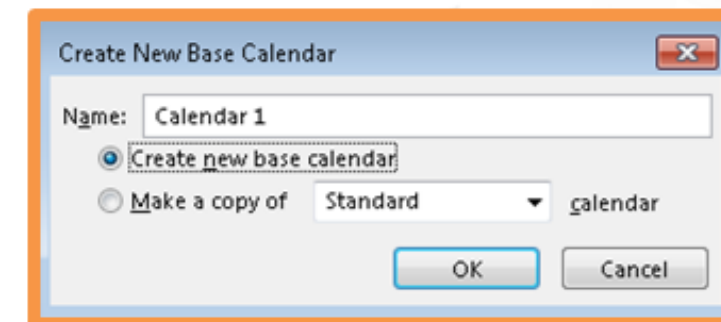 Create New Base Calendar
Name: Calendar 1
Create new base calendar
Make a copy of Standard calendar
OK Cancel